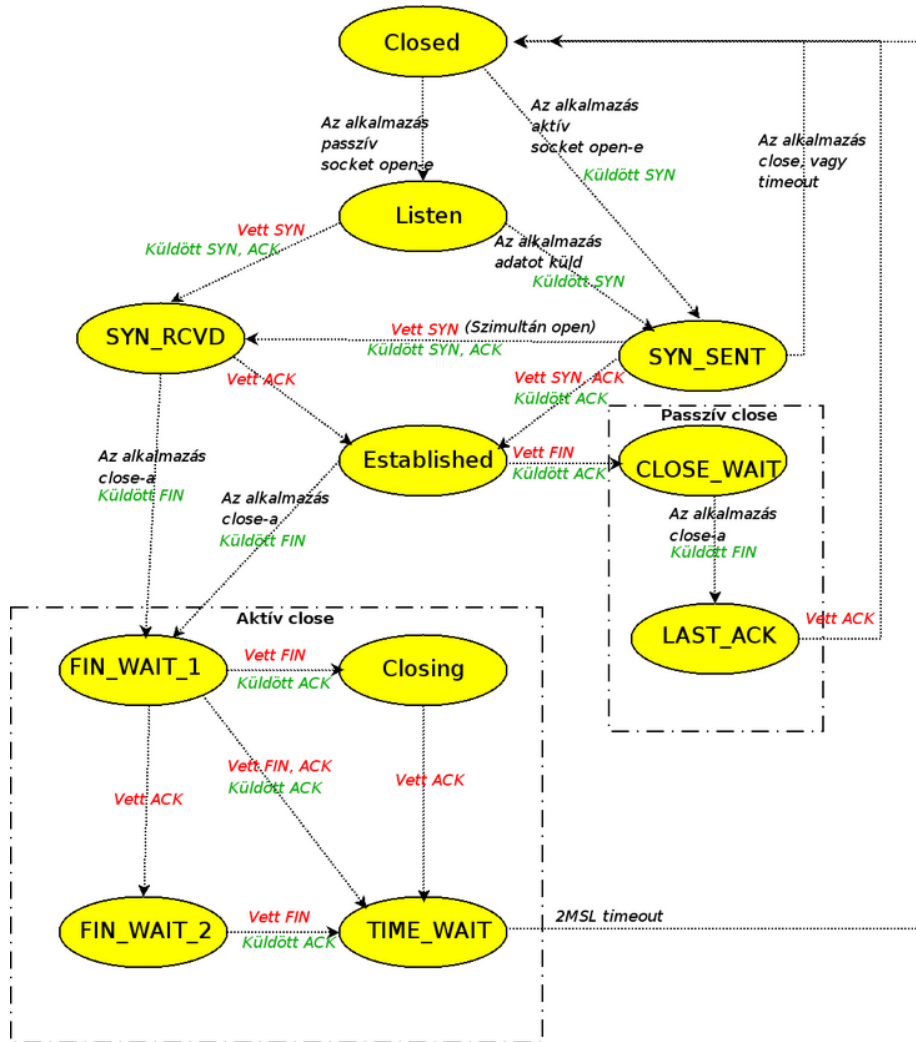 Closed
Az alkalmazás
passzív
socket open-e
Az alkalmazás
aktív
socket open-e
Küldött SYN
Az alkalmazás
close, vagy
timeout
Listen
Vett SYN
Küldött SYN, ACK
Az alkalmazás
adatot küld
Küldött SYN
SYN_RCVD
Vett SYN (Szimultán open)
Küldött SYN, ACK
SYN_SENT
Vett ACK
Vett SYN, ACK
Küldött ACK
Passzív close
Established
Vett FIN
Küldött ACK
CLOSE_WAIT
Az alkalmazás
close-a
Küldött FIN
Az alkalmazás
close-a
Küldött FIN
Az alkalmazás
close-a
Küldött FIN
Aktív close
LAST_ACK
Vett ACK
FIN_WAIT_1
Vett FIN
Küldött ACK
Closing
Vett ACK
Vett FIN, ACK
Küldött ACK
Vett ACK
FIN_WAIT_2
Vett FIN
Küldött ACK
TIME_WAIT
2MSL timeout